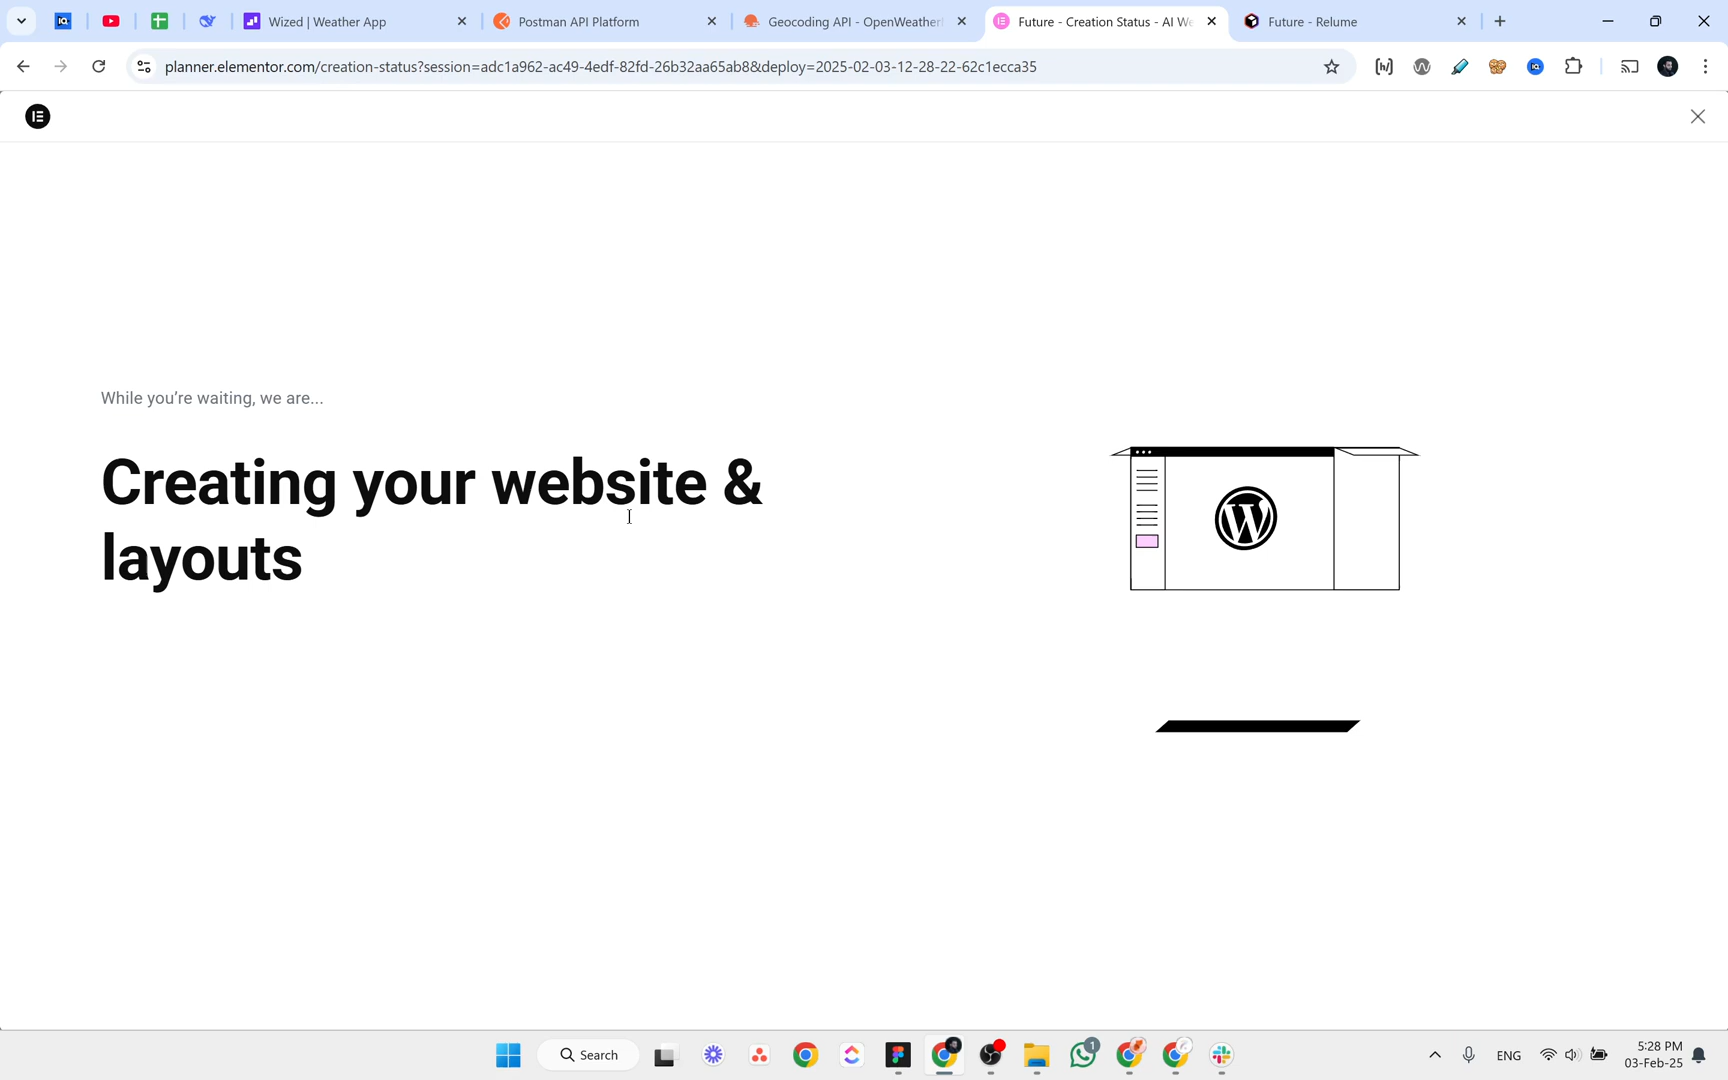 Wized | Weather App
Postman API Platform
Geocoding API - OpenWeather
Future - Creation Status - AI We
Future - Relume
planner.elementor.com/creation-status?session=adc1a962-ac49-4edf-82fd-26b32aa65ab8&deploy=2025-02-03-12-28-22-62c1ecca35
While you're waiting, we are...
Creating your website &
layouts
Search
1
ENG
5:28 PM
03-Feb-25